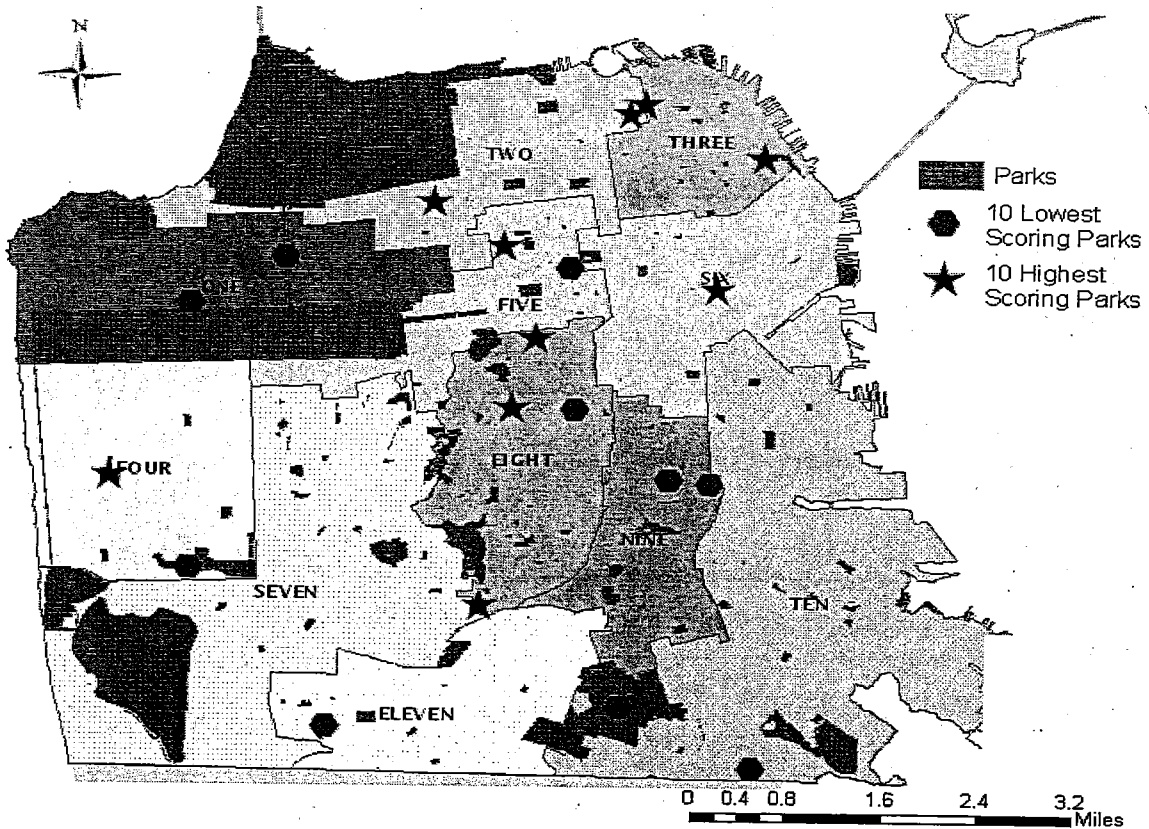 N
TWO
THREE
Parks
10 Lowest
Scoring Parks
10 Highest
Scoring Parks
ONE
SIX
FIVE
FOUR
EIGHT
NINE
SEVEN
TEN
ELEVEN
0 0.4 0.8 1.6 2.4 3.2
Miles